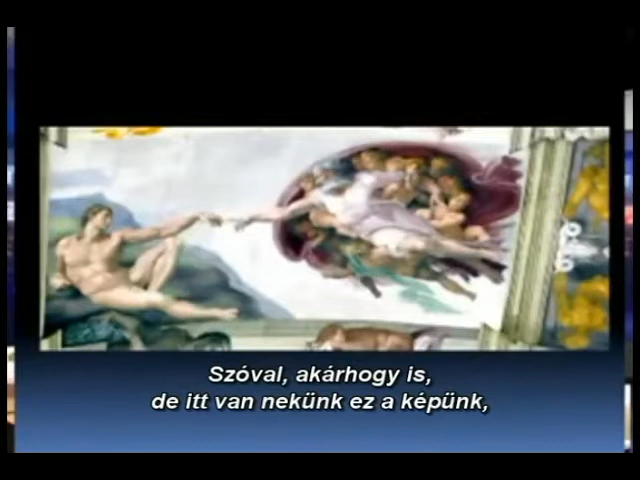 Szóval, akárhogy is,
de itt van nekünk ez a képünk,